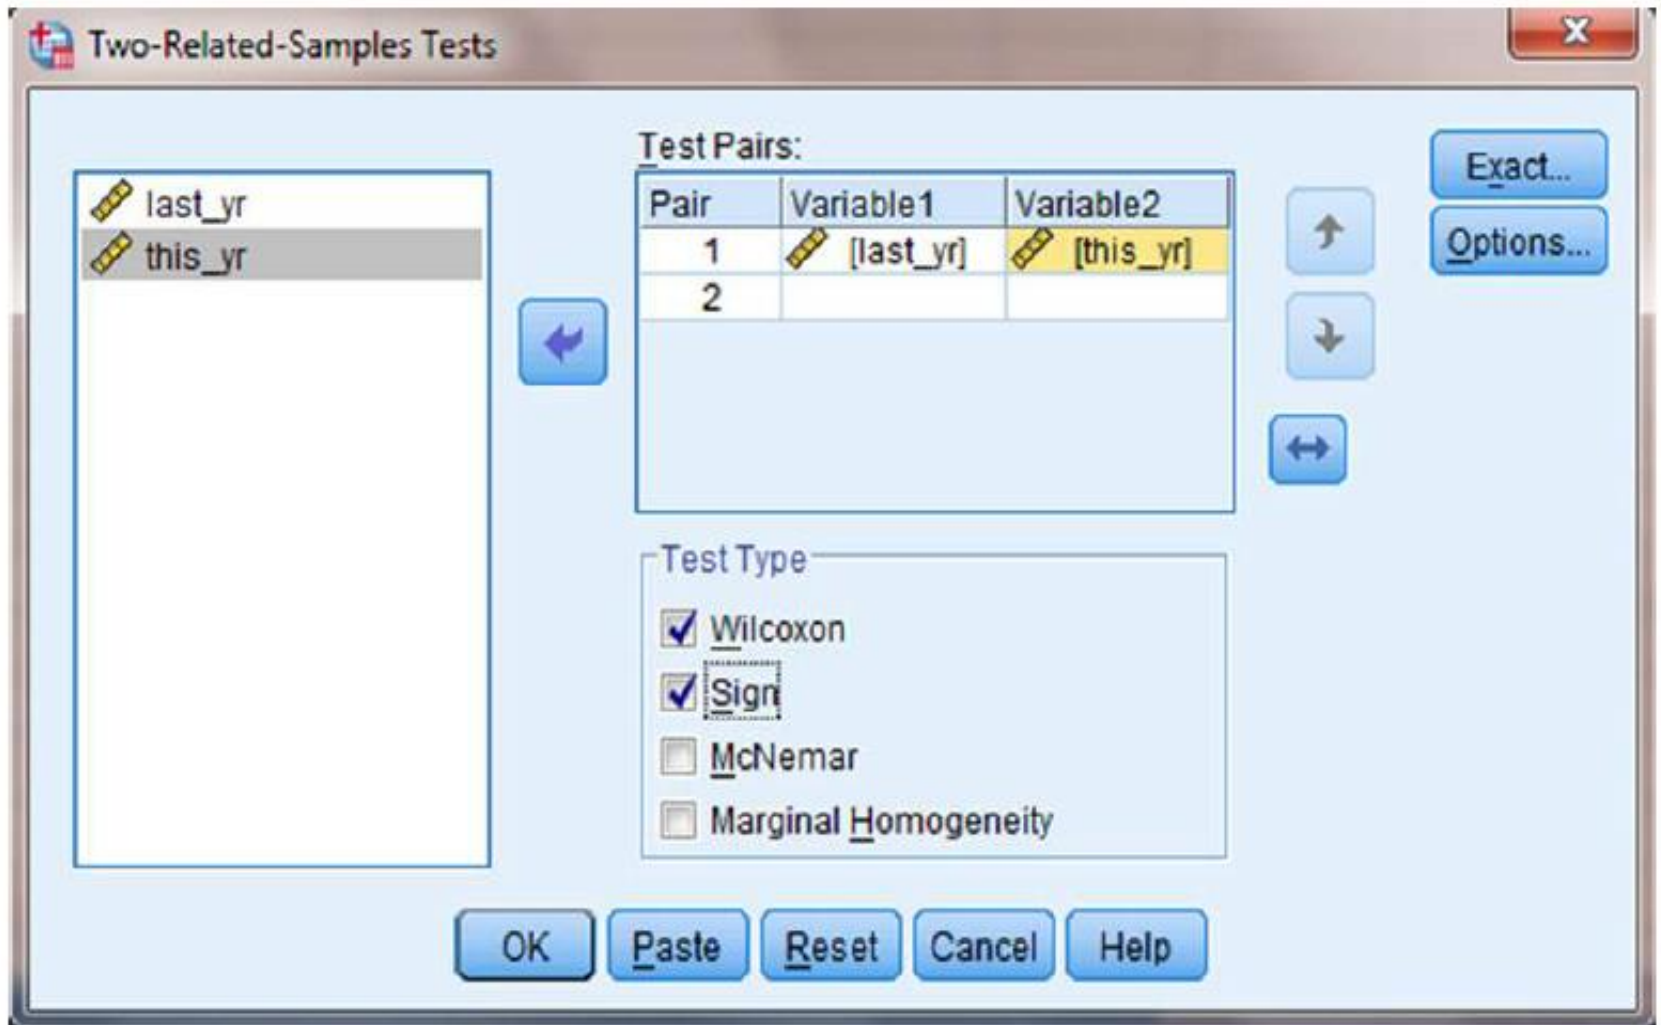 Two-Related-Samples Tests
last_yr
this_yr
Test Pairs:
Pair Variable1 Variable2
1 [last_yr] [this_yr]
2
Exact...
Options...
Test Type
Wilcoxon
Sign
McNemar
Marginal Homogeneity
OK Paste Reset Cancel Help